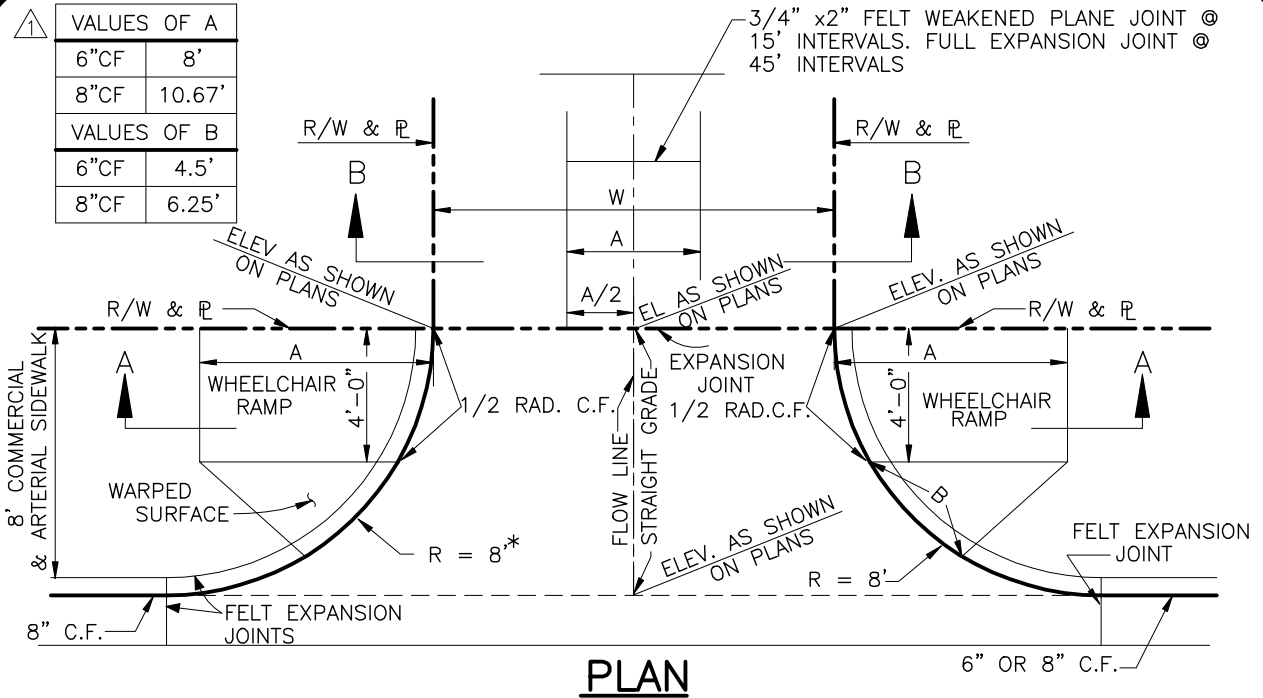 1
VALUES OF A
6"CF 8'
8"CF 10.67'
VALUES OF B
6"CF 4.5'
8"CF 6.25'
3/4" x2" FELT WEAKENED PLANE JOINT @
15' INTERVALS. FULL EXPANSION JOINT @
45' INTERVALS
R/W & PL
R/W & PL
B
B
W
A
A/2
ELEV AS SHOWN
ON PLANS
EL AS SHOWN
ON PLANS
ELEV. AS SHOWN
ON PLANS
R/W & PL
R/W & PL
8' COMMERCIAL
& ARTERIAL SIDEWALK
A
A
WHEELCHAIR
RAMP
4'-0"
1/2 RAD. C.F.
EXPANSION
JOINT
1/2 RAD.C.F.
A
4'-0"
WHEELCHAIR
RAMP
A
WARPED
SURFACE
FLOW LINE
STRAIGHT GRADE
B
R = 8'*
ELEV. AS SHOWN
ON PLANS
R = 8'
FELT EXPANSION
JOINT
8" C.F.
FELT EXPANSION
JOINTS
6" OR 8" C.F.
PLAN